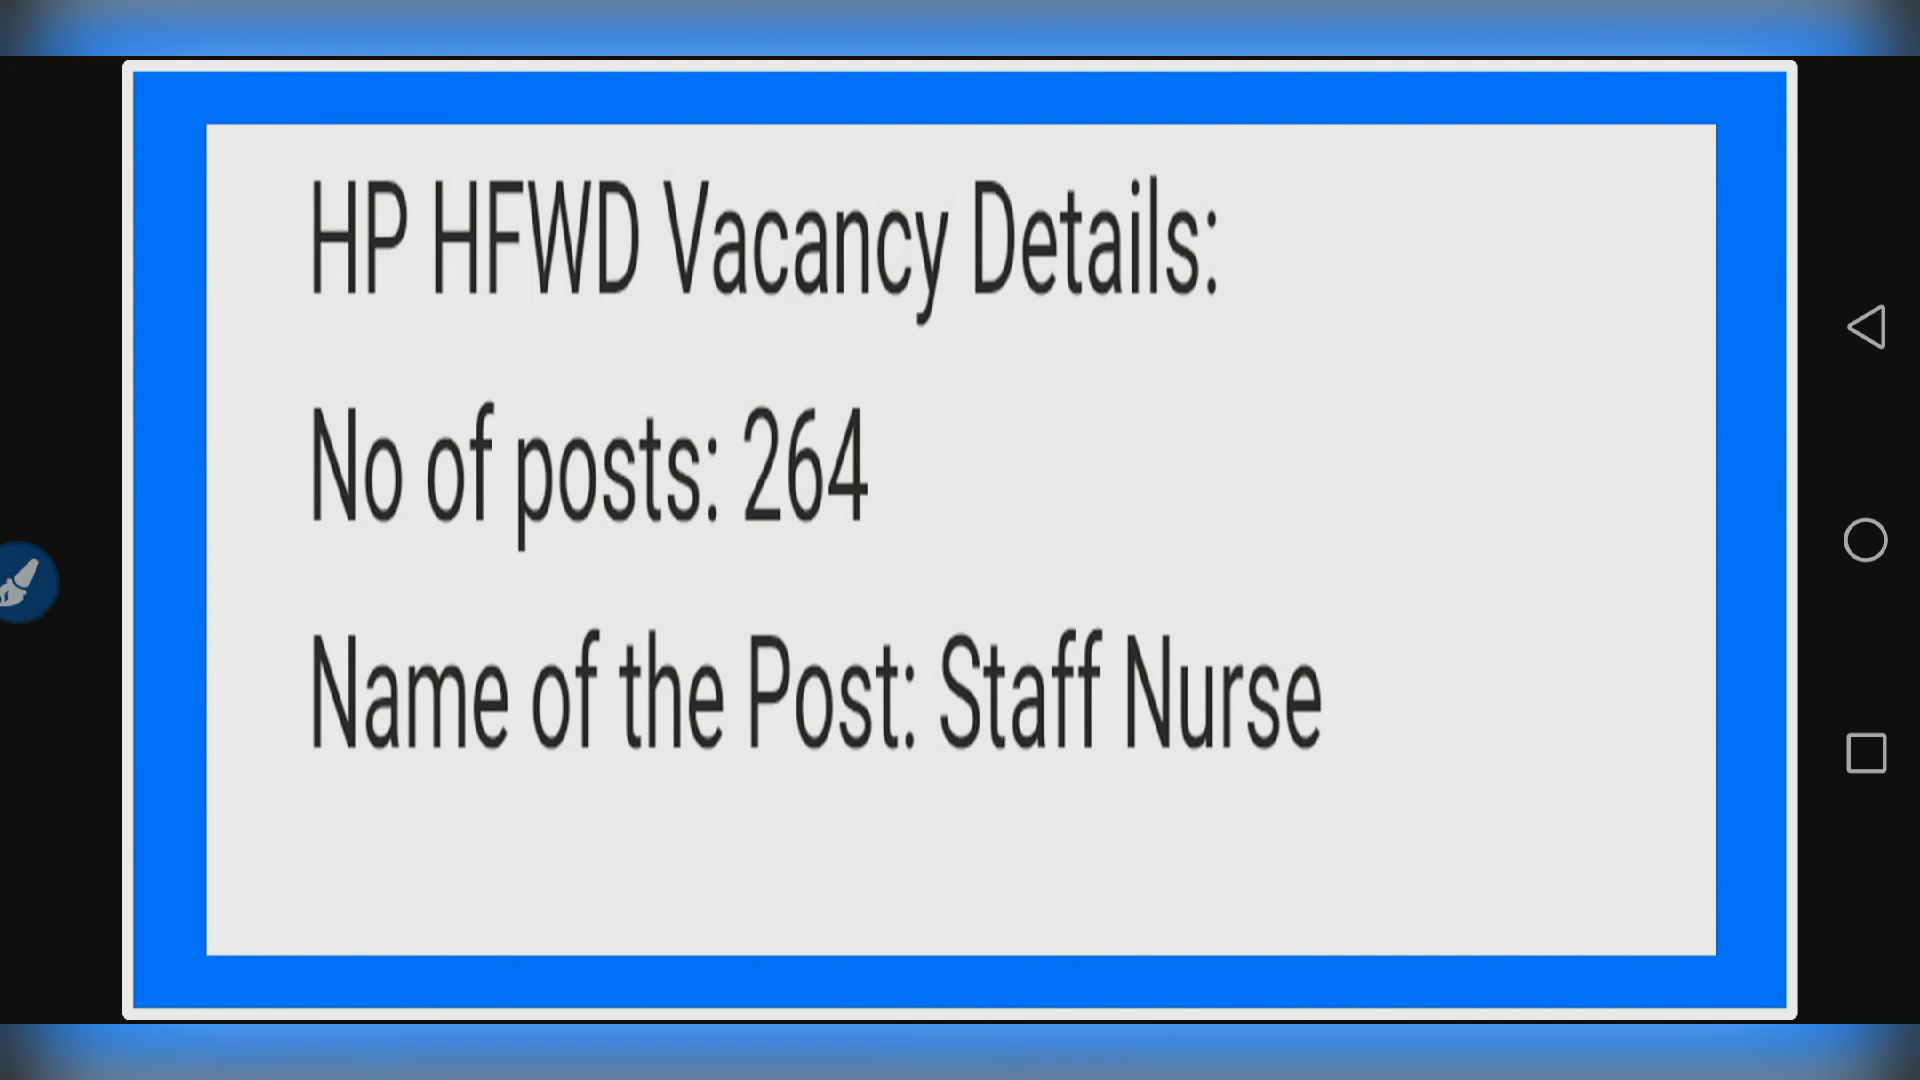 HP HFWD Vacancy Details:
No of posts: 264
Name of the Post: Staff Nurse